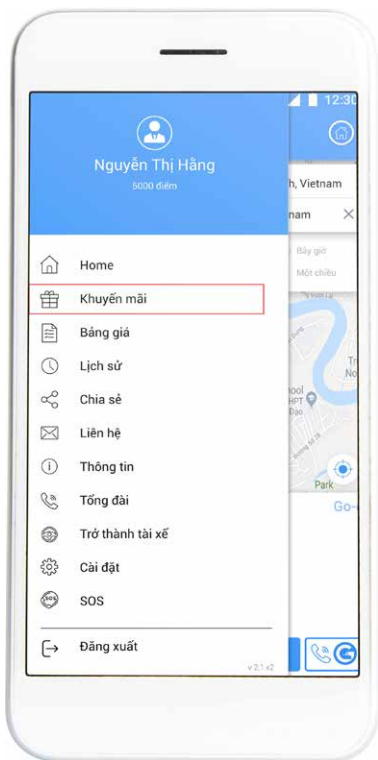 12:30
Nguyễn Thị Hằng
5000 điểm
h, Vietnam
nam
Bây giờ
Một chiều
Home
Khuyến mãi
Bảng giá
Lịch sử
Chia sẻ
Liên hệ
Thông tin
Tổng đài
Trở thành tài xế
Cài đặt
SOS
Đăng xuất
v 2.1.x2
HPT
Đạo
Park
Go-